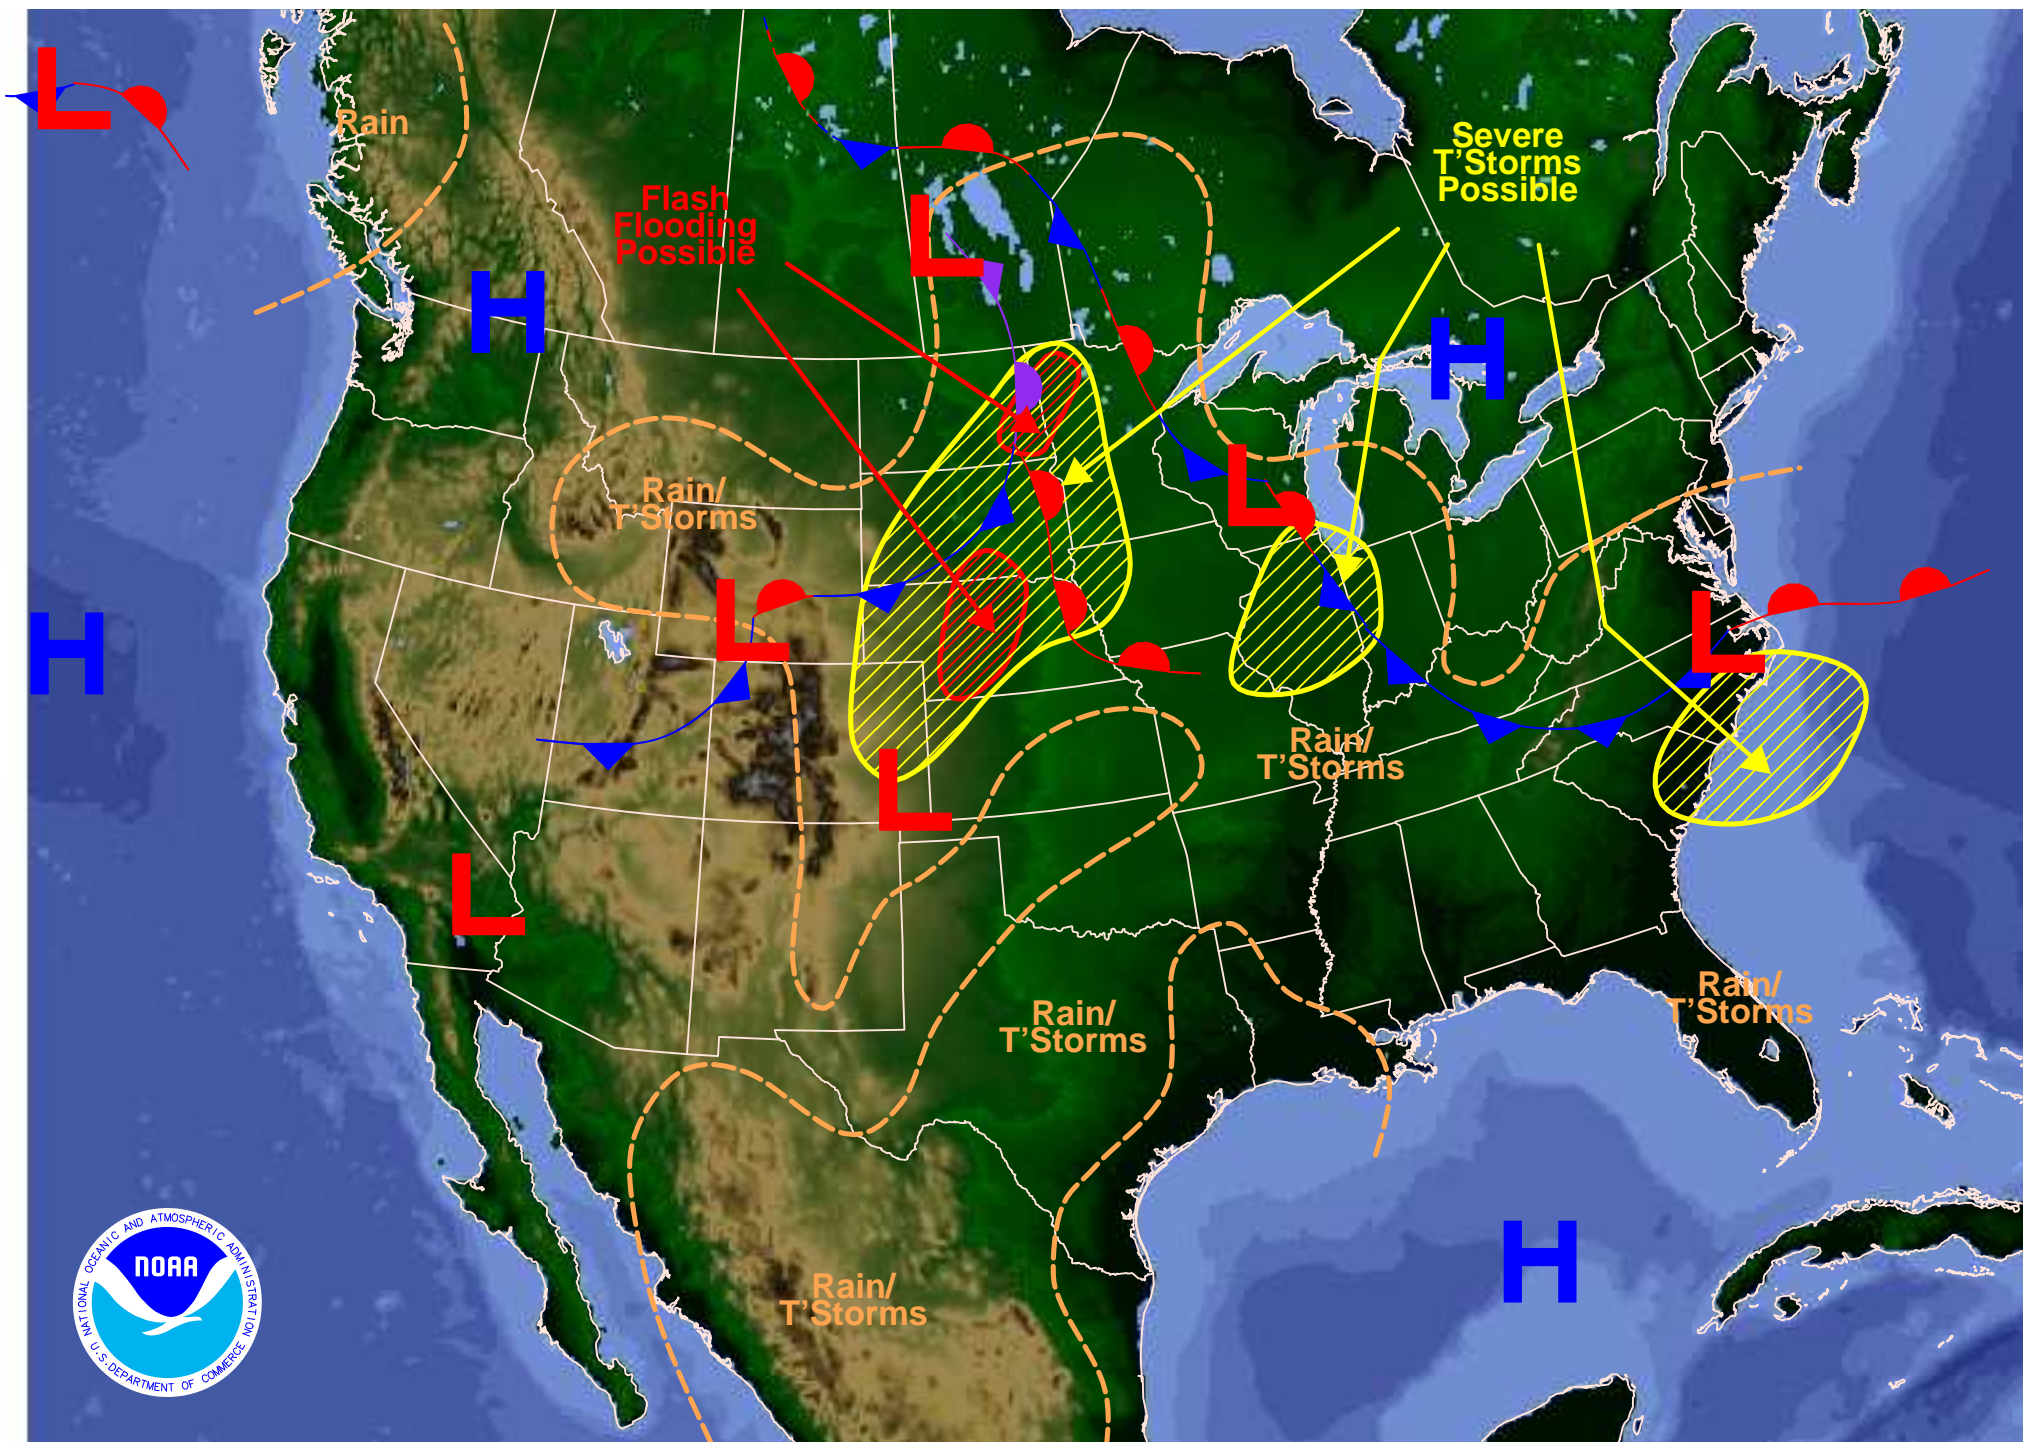 Rain
Severe
T’Storms
Possible
Flash
Flooding
Possible
L
L
H
H
Rain/
T’Storms
L
H
L
L
Rain/
T’Storms
L
L
Rain/
T’Storms
Rain/
T’Storms
H
Rain/
T’Storms
NATIONAL OCEANIC AND ATMOSPHERIC ADMINISTRATION
NOAA
U.S. DEPARTMENT OF COMMERCE